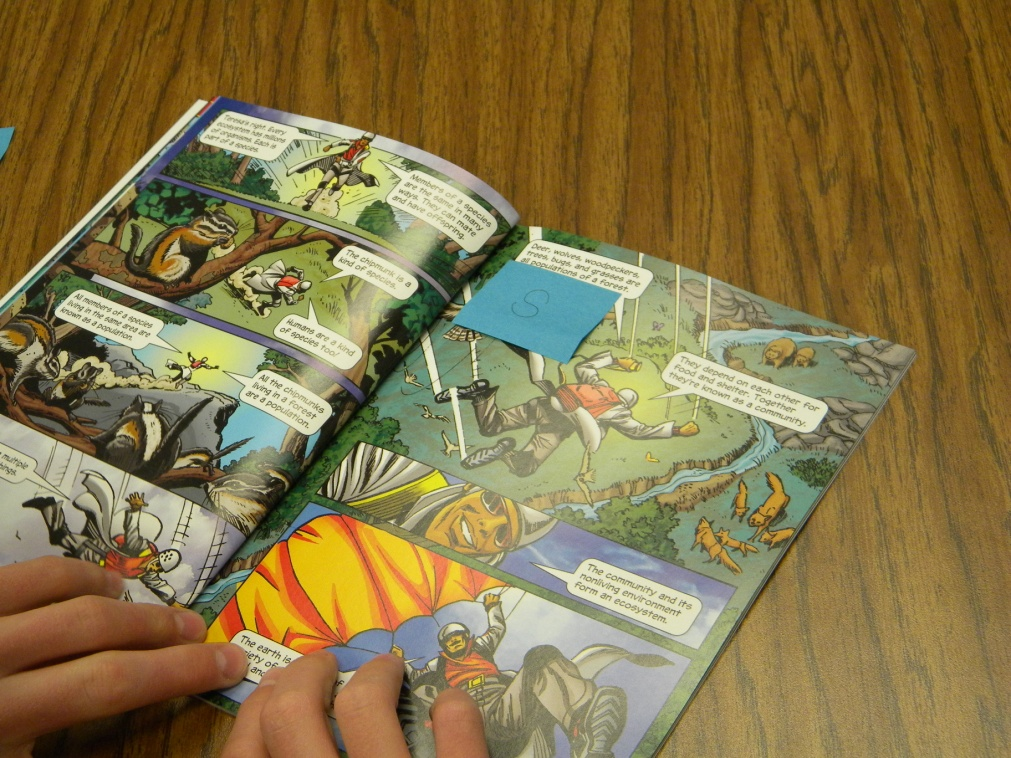 Teresa's right. Every
ecosystem has millions
of organisms. Each is
part of a species.
Members of a species
are the same in many
ways. They can mate
and have offspring.
The chipmunk is a
kind of species.
Humans are a kind
of species too!
All members of a species
living in the same area are
known as a population.
All the chipmunks
living in a forest
are a population.
multiple
Deer, wolves, woodpeckers,
trees, bugs, and grasses are
all populations of a forest.
S
They depend on each other for
food and shelter. Together
they're known as a community.
The community and its
nonliving environment
form an ecosystem.
The earth is
of